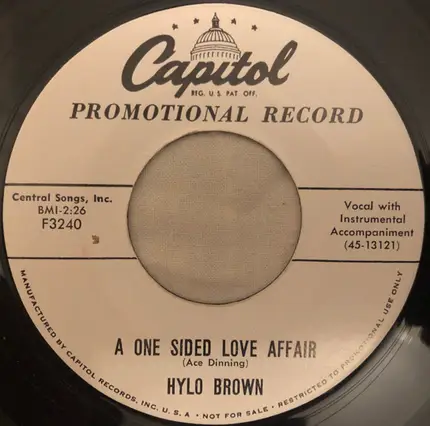 Capitol
REG. U.S. PAT. OFF.
PROMOTIONAL RECORD
Central Songs, Inc.
BMI-2:26
F3240
Vocal with
Instrumental
Accompaniment
(45-13121)
A ONE SIDED LOVE AFFAIR
(Ace Dinning)
HYLO BROWN
MANUFACTURED BY CAPITOL RECORDS, INC. U.S.A • NOT FOR SALE • RESTRICTED TO PROMOTIONAL USE ONLY